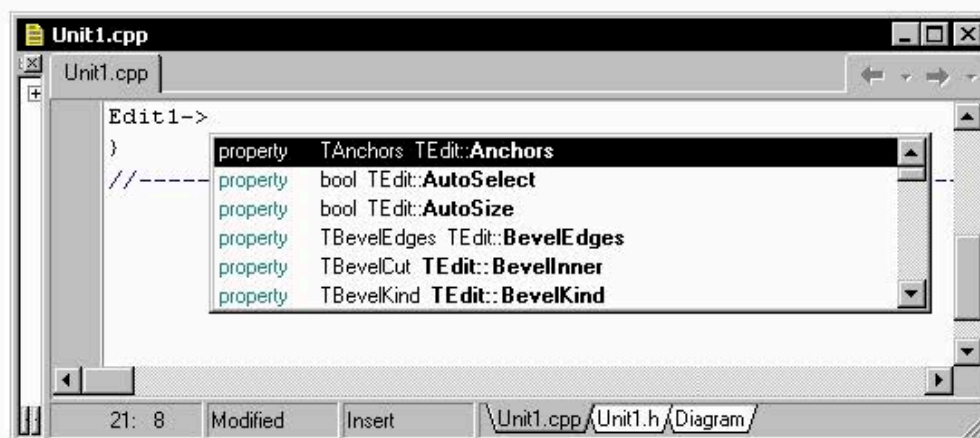 Unit1.cpp
Unit1.cpp
Edit1->
}
//-----
property TAnchors TEdit::Anchors
property bool TEdit::AutoSelect
property bool TEdit::AutoSize
property TBevelEdges TEdit::BevelEdges
property TBevelCut TEdit::BevelInner
property TBevelKind TEdit::BevelKind
21: 8 Modified Insert Unit1.cpp Unit1.h Diagram